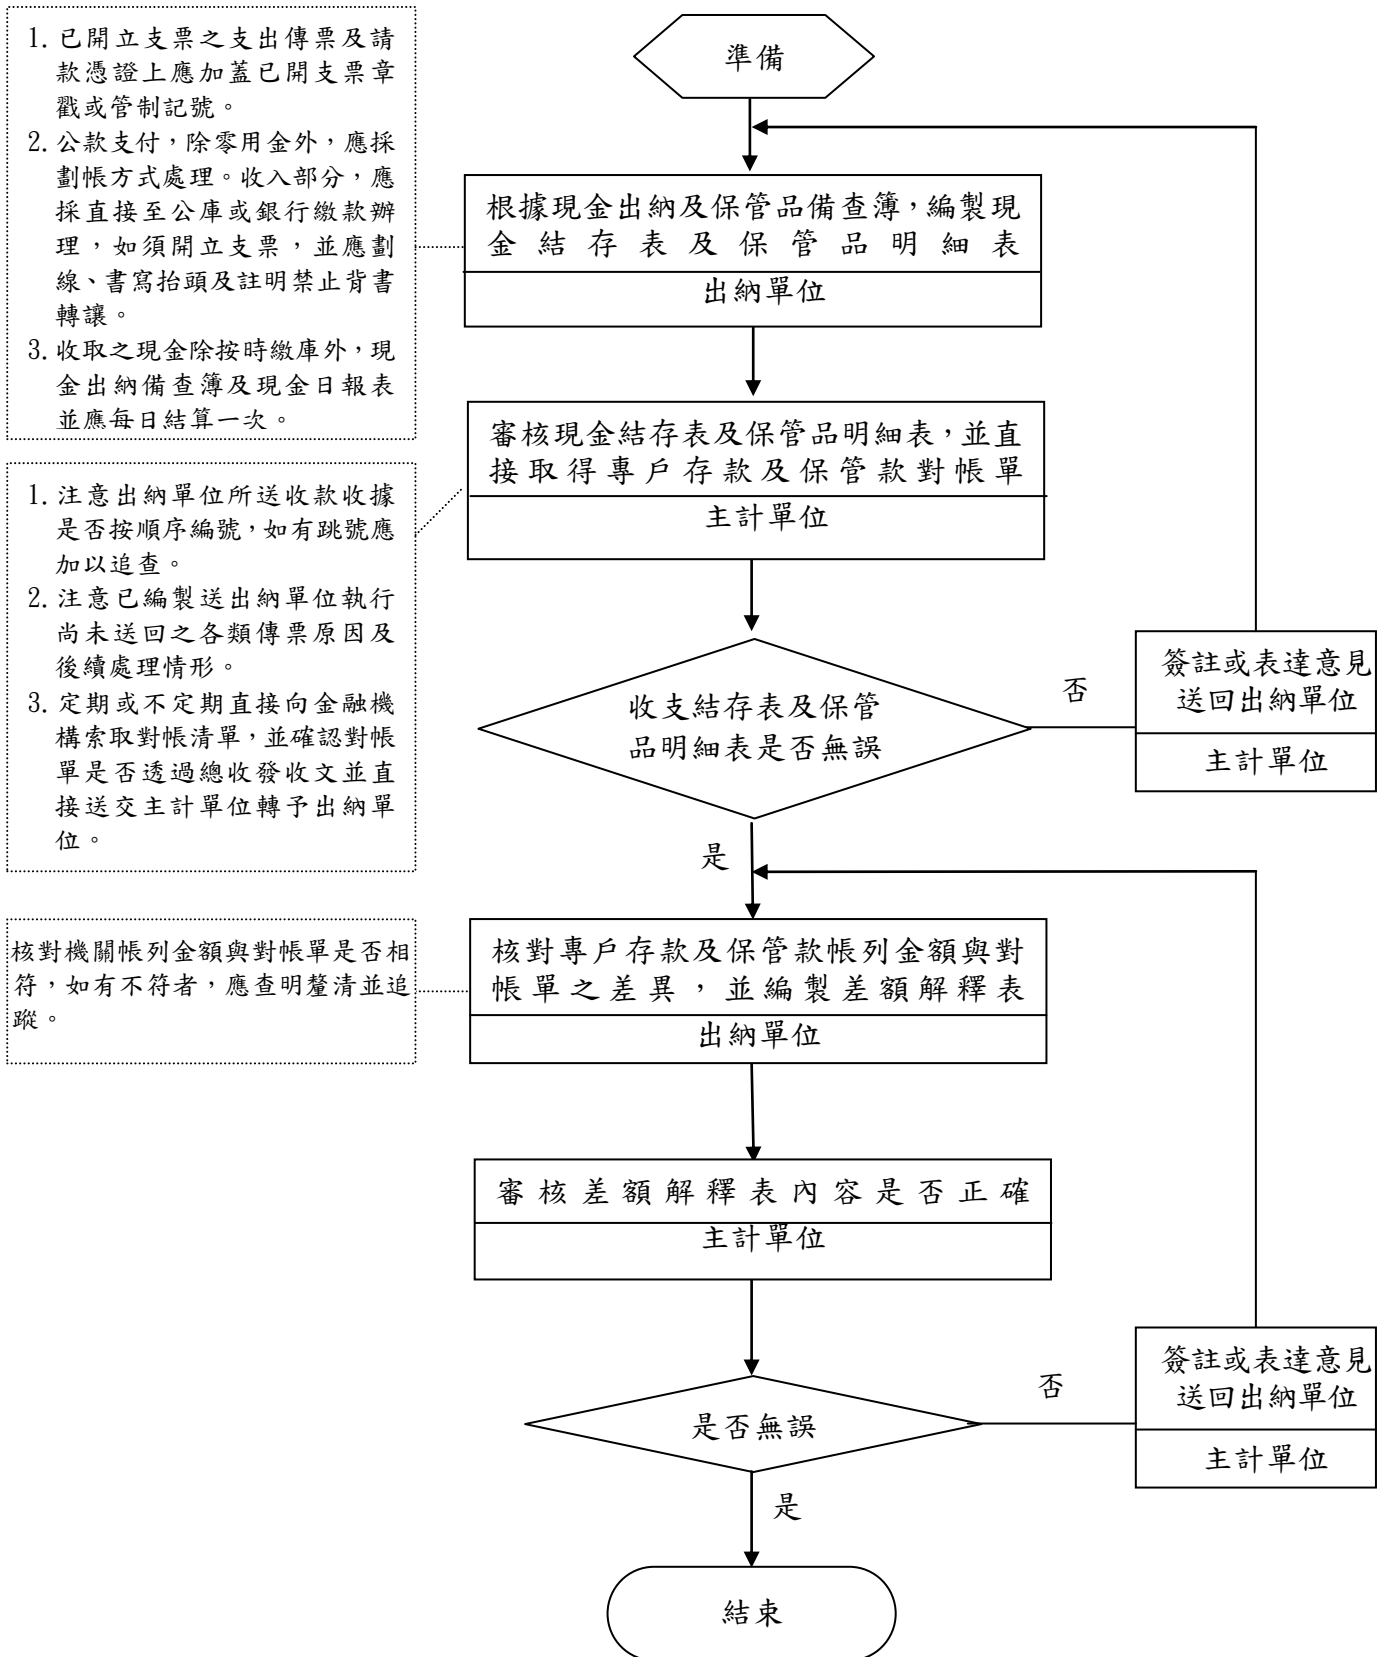 準備
1. 已開立支票之支出傳票及請
款憑證上應加蓋已開支票章
戳或管制記號。
2. 公款支付，除零用金外，應採
劃帳方式處理。收入部分，應
採直接至公庫或銀行繳款辦
理，如須開立支票，並應劃
線、書寫抬頭及註明禁止背書
轉讓。
3. 收取之現金除按時繳庫外，現
金出納備查簿及現金日報表
並應每日結算一次。
根據現金出納及保管品備查簿，編製現
金結存表及保管品明細表
出納單位
審核現金結存表及保管品明細表，並直
接取得專戶存款及保管款對帳單
主計單位
1. 注意出納單位所送收款收據
是否按順序編號，如有跳號應
加以追查。
2. 注意已編製送出納單位執行
尚未送回之各類傳票原因及
後續處理情形。
3. 定期或不定期直接向金融機
構索取對帳清單，並確認對帳
單是否透過總收發收文並直
接送交主計單位轉予出納單
位。
收支結存表及保管
品明細表是否無誤
否
簽註或表達意見
送回出納單位
主計單位
是
核對機關帳列金額與對帳單是否相
符，如有不符者，應查明釐清並追
蹤。
核對專戶存款及保管款帳列金額與對
帳單之差異，並編製差額解釋表
出納單位
審核差額解釋表內容是否正確
主計單位
是否無誤
否
簽註或表達意見
送回出納單位
主計單位
是
結束